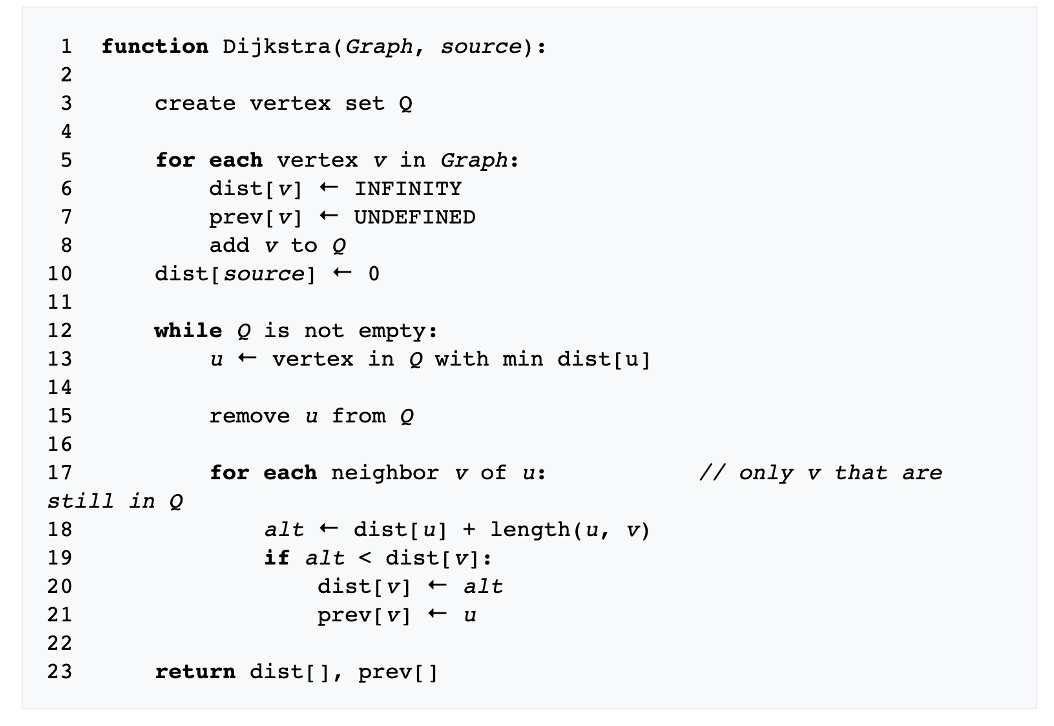 1 function Dijkstra(Graph, source):
2
3 create vertex set Q
4
5 for each vertex v in Graph:
6 dist[v] ← INFINITY
7 prev[v] ← UNDEFINED
8 add v to Q
10 dist[source] ← 0
11
12 while Q is not empty:
13 u ← vertex in Q with min dist[u]
14
15 remove u from Q
16
17 for each neighbor v of u: // only v that are
still in Q
18 alt ← dist[u] + length(u, v)
19 if alt < dist[v]:
20 dist[v] ← alt
21 prev[v] ← u
22
23 return dist[], prev[]